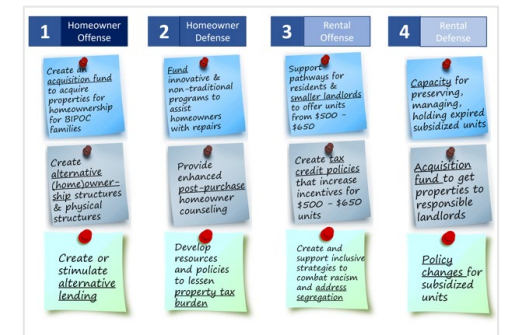 1 Homeowner Offense
2 Homeowner Defense
3 Rental Offense
4 Rental Defense
Create an
acquisition fund
to acquire
properties for
homeownership
for BIPOC
families
Fund
innovative &
non-traditional
programs to
assist
homeowners
with repairs
Support
pathways for
residents &
smaller landlords
to offer units
from $500 -
$650
Capacity for
preserving,
managing,
holding expired
subsidized units
Create
alternative
(home)owner-
ship structures
& physical
structures
Provide
enhanced
post-purchase
homeowner
counseling
Create tax
credit policies
that increase
incentives for
$500 - $650
units
Acquisition
fund to get
properties to
responsible
landlords
Create or
stimulate
alternative
lending
Develop
resources
and policies
to lessen
property tax
burden
Create and
support inclusive
strategies to
combat racism
and address
segregation
Policy
changes for
subsidized
units